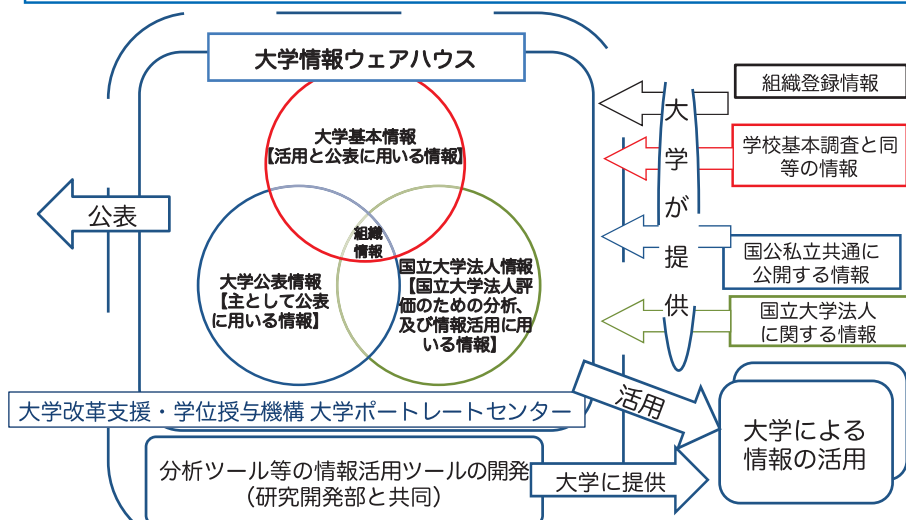 大学情報ウェアハウス
大学基本情報
【活用と公表に用いる情報】
組織
情報
大学公表情報
【主として公表
に用いる情報】
国立大学法人情報
【国立大学法人評
価のための分析、
及び情報活用に用
いる情報】
公表
大学が提供
組織登録情報
学校基本調査と同
等の情報
国公私立共通に
公開する情報
国立大学法人
に関する情報
大学改革支援・学位授与機構 大学ポートレートセンター
活用
分析ツール等の情報活用ツールの開発
（研究開発部と共同）
大学に提供
大学による
情報の活用